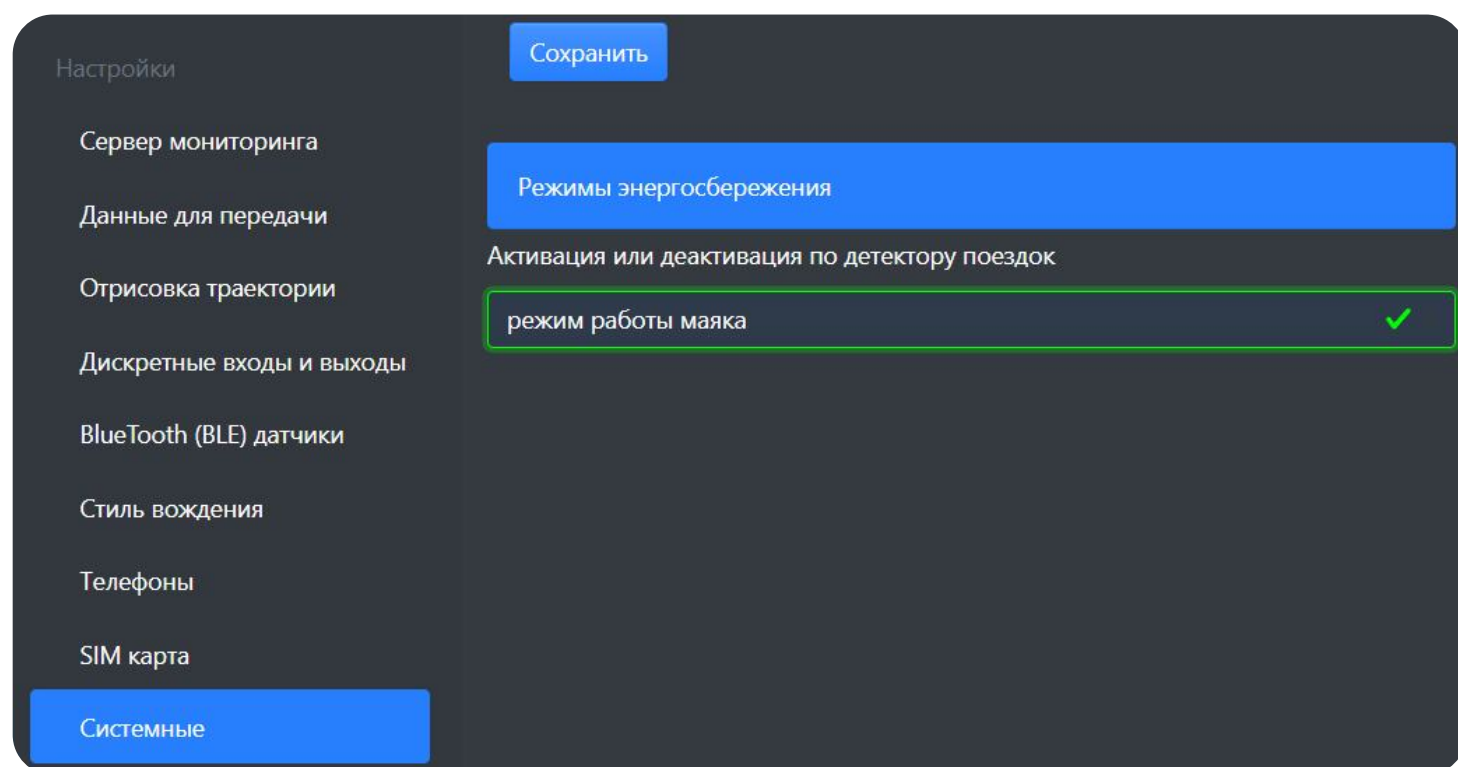 Настройки
Сервер мониторинга
Данные для передачи
Отрисовка траектории
Дискретные входы и выходы
BlueTooth (BLE) датчики
Стиль вождения
Телефоны
SIM карта
Системные
Сохранить
Режимы энергосбережения
Активация или деактивация по детектору поездок
режим работы маяка